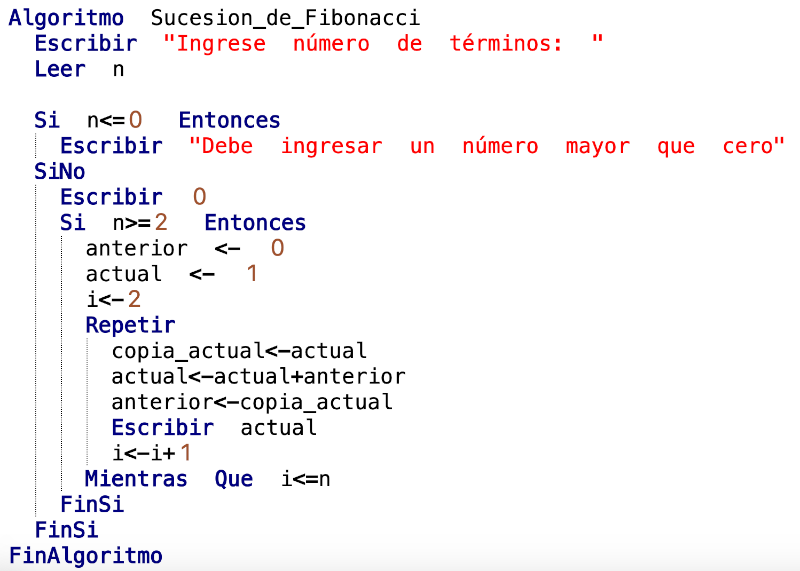 Algoritmo Sucesion_de_Fibonacci
Escribir "Ingrese número de términos: "
Leer n
Si n<=0 Entonces
Escribir "Debe ingresar un número mayor que cero"
SiNo
Escribir 0
Si n>=2 Entonces
anterior <- 0
actual <- 1
i<-2
Repetir
copia_actual<-actual
actual<-actual+anterior
anterior<-copia_actual
Escribir actual
i<-i+1
Mientras Que i<=n
FinSi
FinSi
FinAlgoritmo